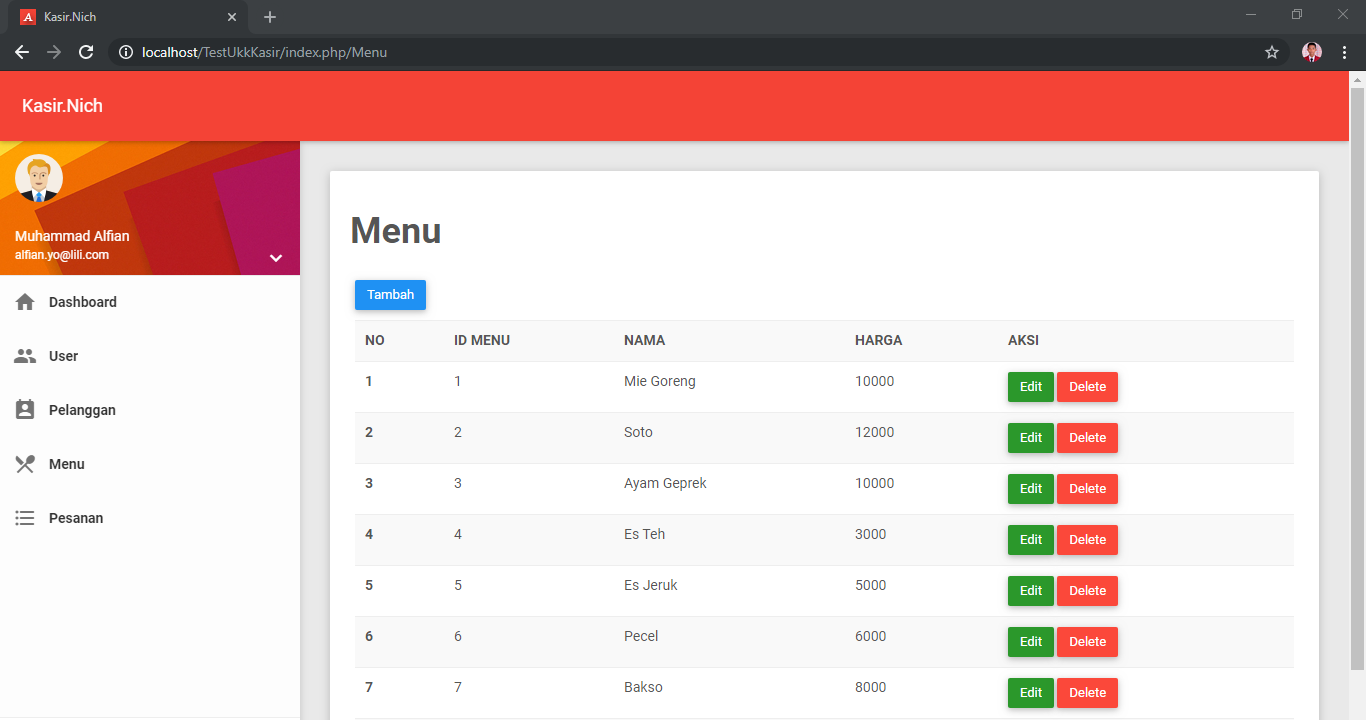 Kasir.Nich
localhost/TestUkkKasir/index.php/Menu
Kasir.Nich
Muhammad Alfian
alfian.yo@lili.com
Dashboard
User
Pelanggan
Menu
Pesanan
Menu
Tambah
NO ID MENU NAMA HARGA AKSI
1 1 Mie Goreng 10000 Edit Delete
2 2 Soto 12000 Edit Delete
3 3 Ayam Geprek 10000 Edit Delete
4 4 Es Teh 3000 Edit Delete
5 5 Es Jeruk 5000 Edit Delete
6 6 Pecel 6000 Edit Delete
7 7 Bakso 8000 Edit Delete